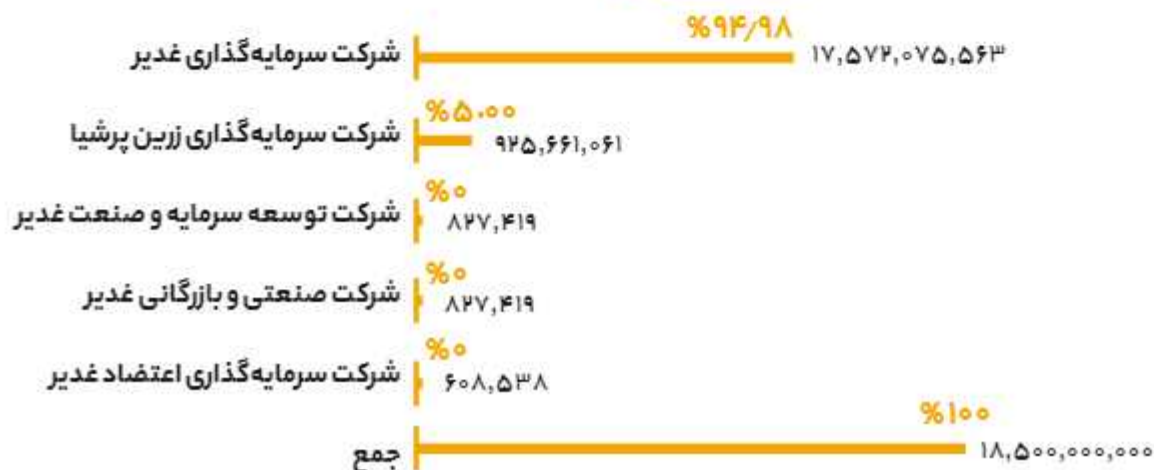 %۹۴/۹۸
شرکت سرمایه‌گذاری غدیر ۱۷,۵۷۲,۰۷۵,۵۶۳
%۵.۰۰
شرکت سرمایه‌گذاری زرین پرشیا ۹۲۵,۶۶۱,۰۶۱
%۰
شرکت توسعه سرمایه و صنعت غدیر ۸۲۷,۴۱۹
%۰
شرکت صنعتی و بازرگانی غدیر ۸۲۷,۴۱۹
%۰
شرکت سرمایه‌گذاری اعتضاد غدیر ۶۰۸,۵۳۸
%۱۰۰
جمع ۱۸,۵۰۰,۰۰۰,۰۰۰